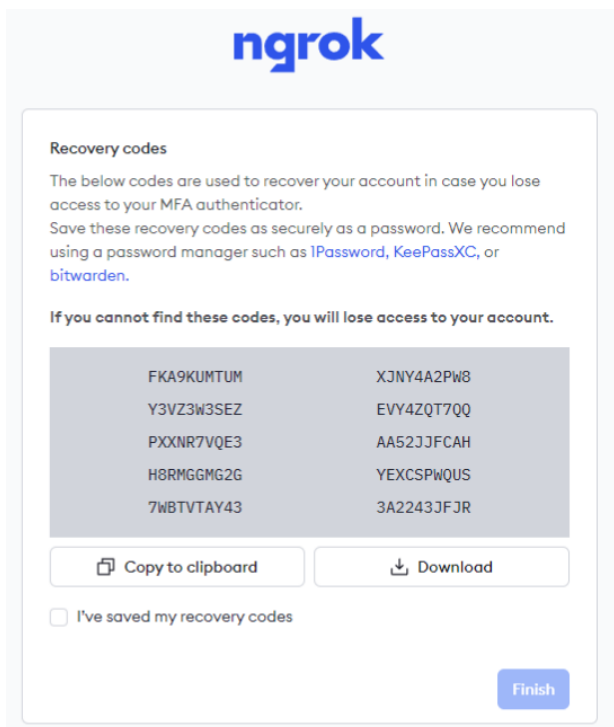 ngrok
Recovery codes
The below codes are used to recover your account in case you lose
access to your MFA authenticator.
Save these recovery codes as securely as a password. We recommend
using a password manager such as 1Password, KeePassXC, or
bitwarden.
If you cannot find these codes, you will lose access to your account.
FKA9KUMTUM XJNY4A2PW8
Y3VZ3W3SEZ EVY4ZQT7QQ
PXXNR7VQE3 AA52JJFCAH
H8RMGGMG2G YEXCSPWQUS
7WBTVTAY43 3A2243JFJR
Copy to clipboard Download
I've saved my recovery codes
Finish